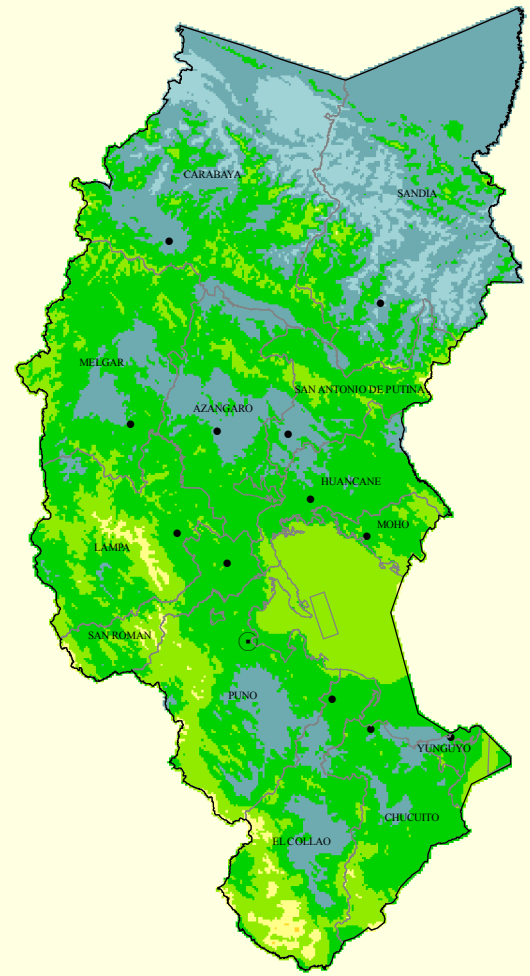 CARABAYA
SANDIA
MELGAR
SAN ANTONIO DE PUTINA
AZANGARO
HUANCANE
MOHO
LAMPA
SAN ROMAN
PUNO
YUNGUYO
CHUCUITO
EL COLLAO